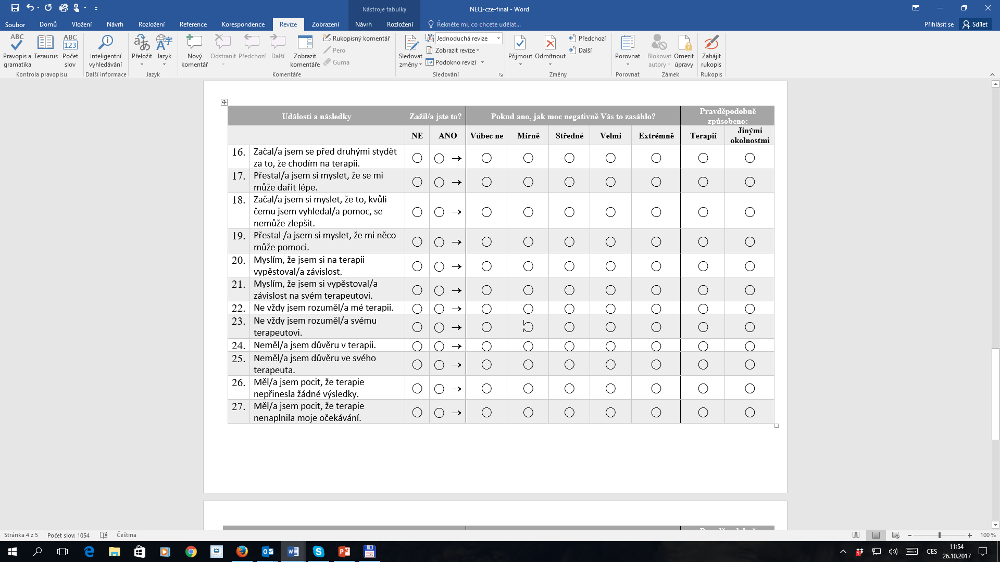 Nástroje tabulky
NEQ-cze-final - Word
Soubor Domů Vložení Návrh Rozložení Reference Korespondence Revize Zobrazení Návrh Rozložení Řekněte mi, co chcete udělat... Přihlásit se Sdílet
ABC Pravopis a gramatika
Tezaurus
ABC 123 Počet slov
Kontrola pravopisu
Inteligentní vyhledávání
Další informace
Přeložit
Jazyk
Jazyk
Nový komentář
Odstranit
Předchozí
Další
Zobrazit komentáře
Rukopisný komentář
Pero
Guma
Komentáře
Sledovat změny
Jednoduchá revize
Zobrazit revize
Podokno revizí
Sledování
Přijmout
Odmítnout
Předchozí
Další
Změny
Porovnat
Porovnat
Blokovat autory
Omezit úpravy
Zámek
Zahájit rukopis
Rukopis
Události a následky Zažil/a jste to? Pokud ano, jak moc negativně Vás to zasáhlo? Pravděpodobně
způsobeno:
NE ANO Vůbec ne Mírně Středně Velmi Extrémně Terapií Jinými
okolnostmi
16. Začal/a jsem se před druhými stydět
za to, že chodím na terapii.
17. Přestal/a jsem si myslet, že se mi
může dařit lépe.
18. Začal/a jsem si myslet, že to, kvůli
čemu jsem vyhledal/a pomoc, se
nemůže zlepšit.
19. Přestal /a jsem si myslet, že mi něco
může pomoci.
20. Myslím, že jsem si na terapii
vypěstoval/a závislost.
21. Myslím, že jsem si vypěstoval/a
závislost na svém terapeutovi.
22. Ne vždy jsem rozuměl/a mé terapii.
23. Ne vždy jsem rozuměl/a svému
terapeutovi.
24. Neměl/a jsem důvěru v terapii.
25. Neměl/a jsem důvěru ve svého
terapeuta.
26. Měl/a jsem pocit, že terapie
nepřinesla žádné výsledky.
27. Měl/a jsem pocit, že terapie
nenaplnila moje očekávání.
Stránka 4 z 5 Počet slov: 1054 Čeština 100 %
CES
11:54
26.10.2017